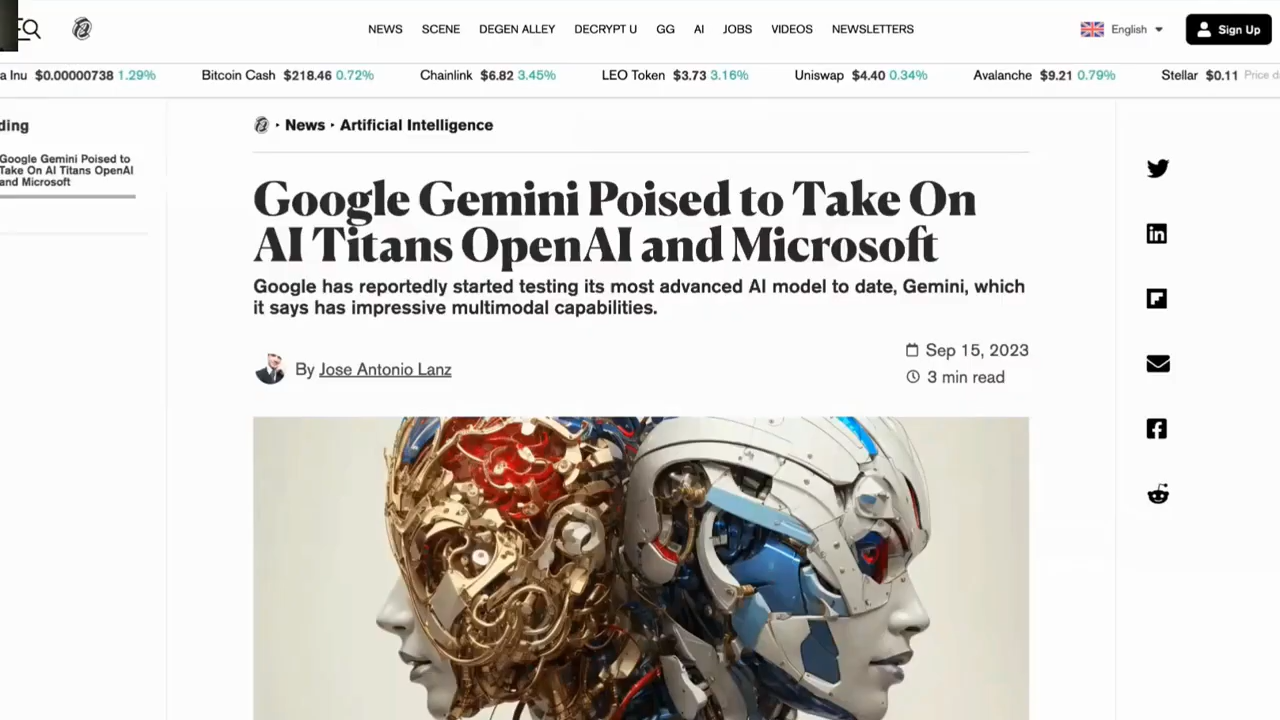 NEWS SCENE DEGEN ALLEY DECRYPT U GG AI JOBS VIDEOS NEWSLETTERS English Sign Up
a Inu $0.00000738 1.29% Bitcoin Cash $218.46 0.72% Chainlink $6.82 3.45% LEO Token $3.73 3.16% Uniswap $4.40 0.34% Avalanche $9.21 0.79% Stellar $0.11 Price d
ding
Google Gemini Poised to
Take On AI Titans OpenAI
and Microsoft
News Artificial Intelligence
Google Gemini Poised to Take On
AI Titans OpenAI and Microsoft
Google has reportedly started testing its most advanced AI model to date, Gemini, which
it says has impressive multimodal capabilities.
By Jose Antonio Lanz
Sep 15, 2023
3 min read